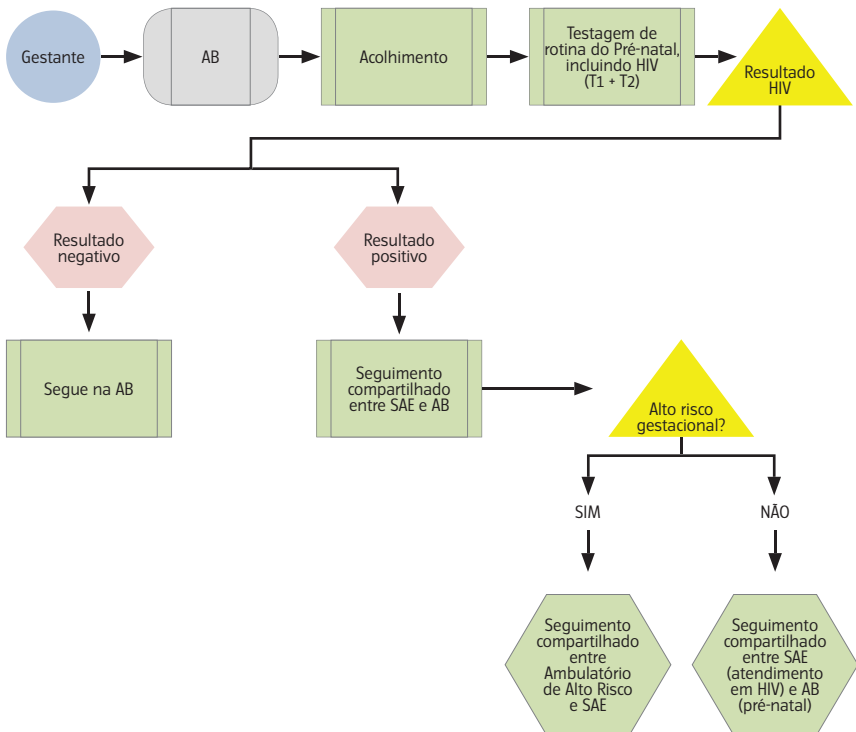 Gestante
AB
Acolhimento
Testagem de
rotina do Pré-natal,
incluindo HIV
(T1 + T2)
Resultado
HIV
Resultado
negativo
Resultado
positivo
Segue na AB
Seguimento
compartilhado
entre SAE e AB
Alto risco
gestacional?
SIM
NÃO
Seguimento
compartilhado
entre
Ambulatório
de Alto Risco
e SAE
Seguimento
compartilhado
entre SAE
(atendimento
em HIV) e AB
(pré-natal)